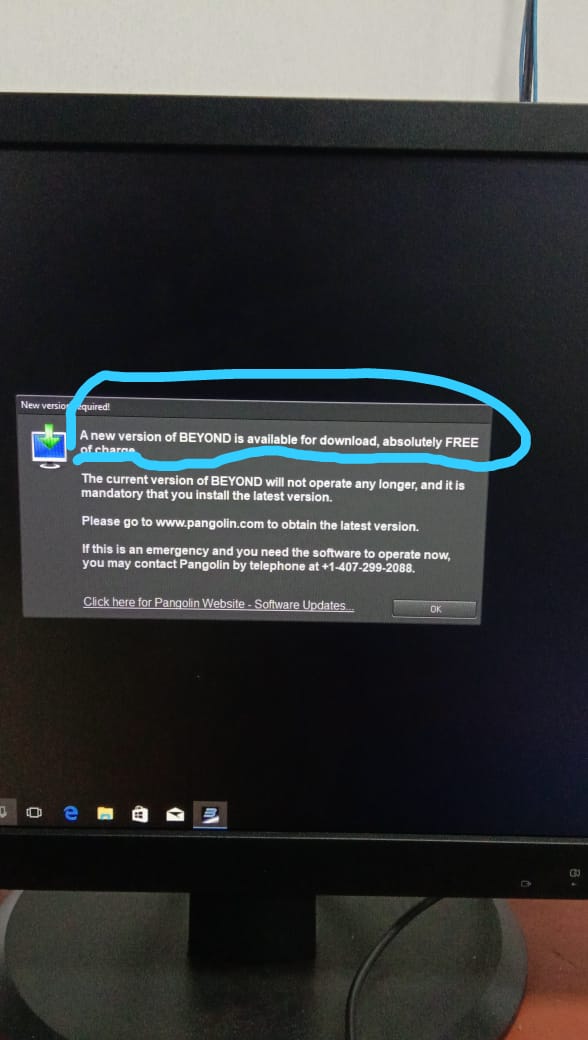 New version required!
A new version of BEYOND is available for download, absolutely FREE
of charge
The current version of BEYOND will not operate any longer, and it is
mandatory that you install the latest version.
Please go to www.pangolin.com to obtain the latest version.
If this is an emergency and you need the software to operate now,
you may contact Pangolin by telephone at +1-407-299-2088.
Click here for Pangolin Website - Software Updates...
OK